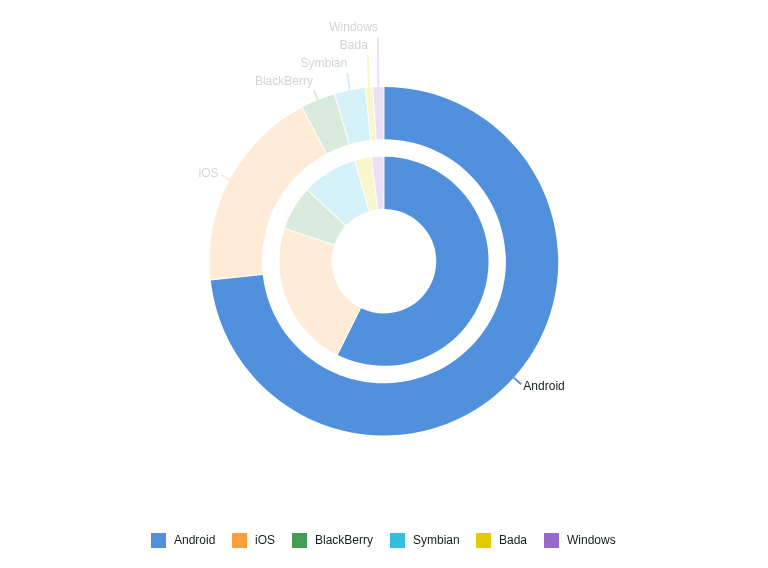 Windows
Bada
Symbian
BlackBerry
iOS
Android
Android iOS BlackBerry Symbian Bada Windows